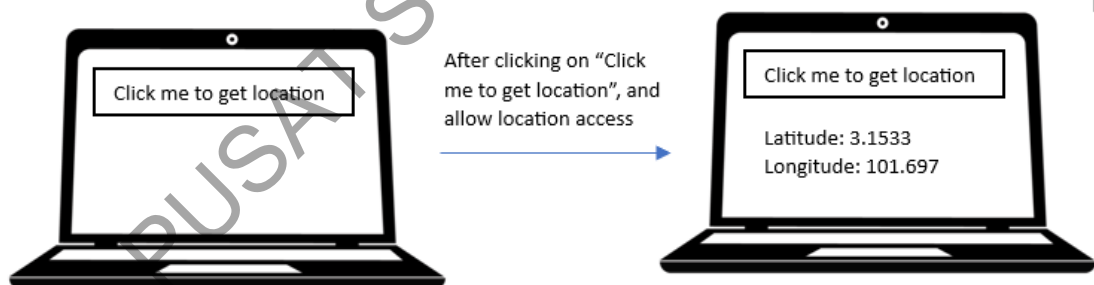 PUSAT S
Click me to get location
After clicking on “Click
me to get location”, and
allow location access
Click me to get location
Latitude: 3.1533
Longitude: 101.697